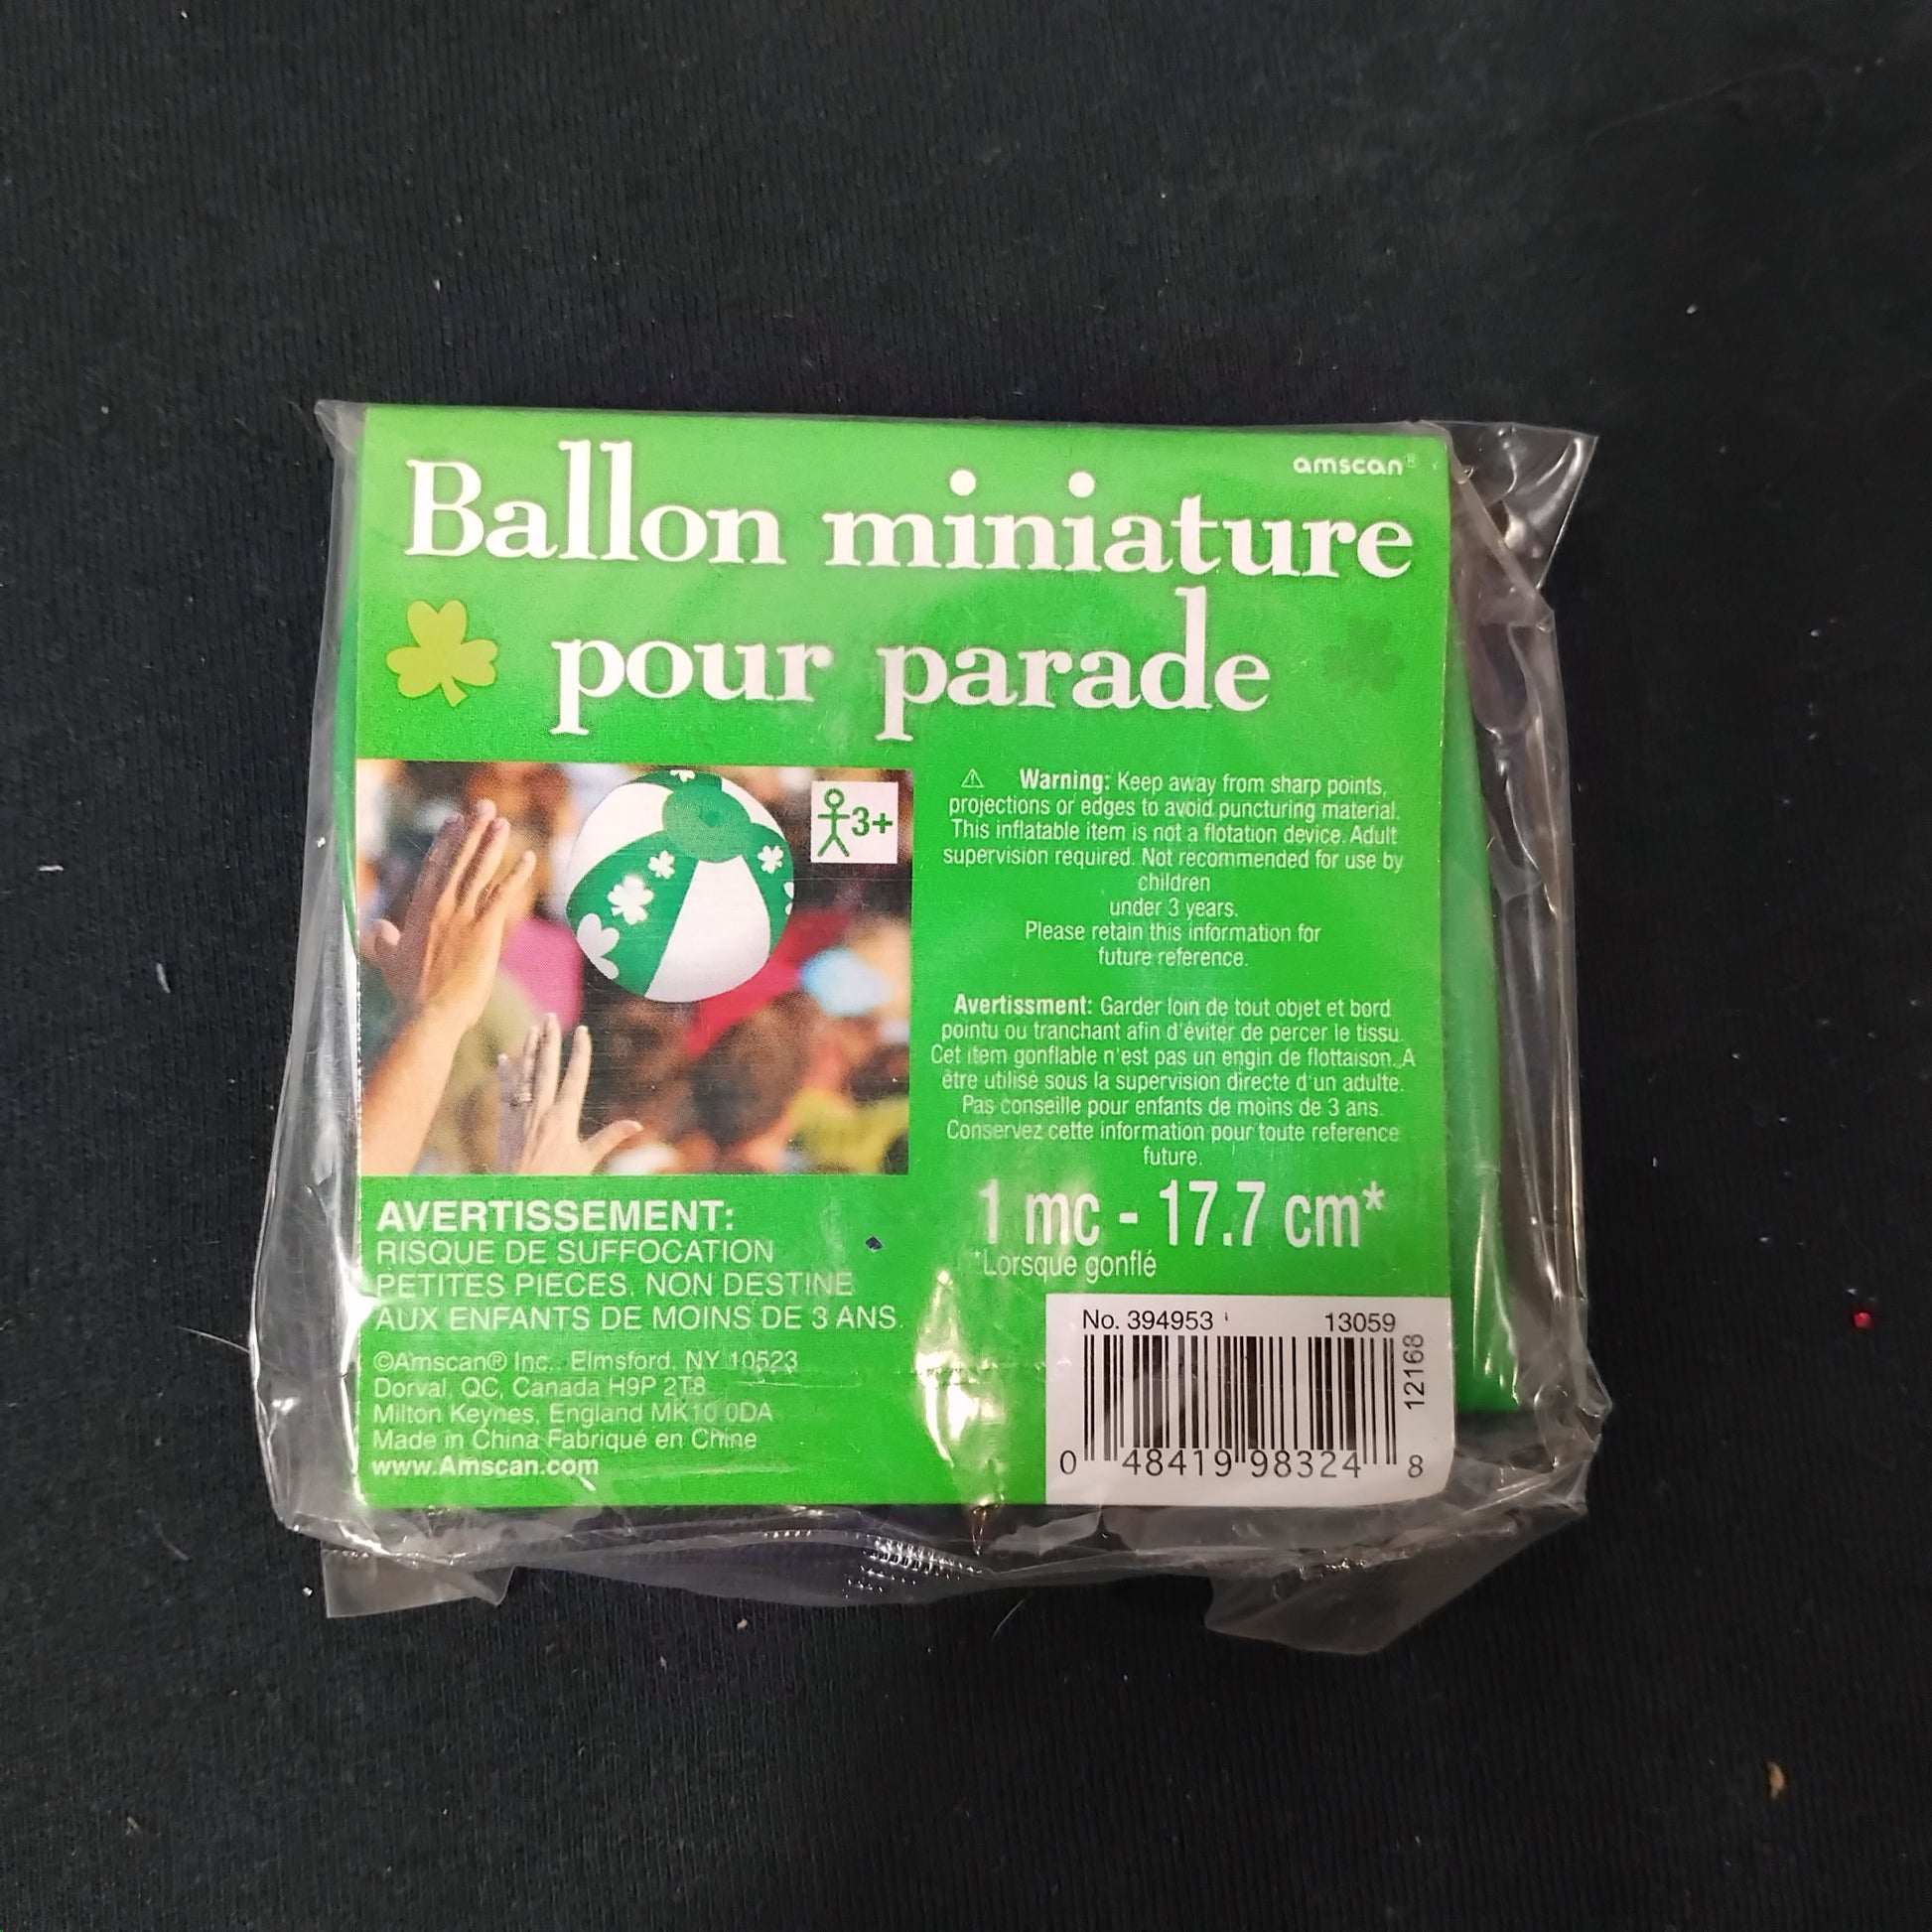 amscan®
Ballon miniature
pour parade
3+
⚠ Warning: Keep away from sharp points,
projections or edges to avoid puncturing material.
This inflatable item is not a flotation device. Adult
supervision required. Not recommended for use by
children
under 3 years.
Please retain this information for
future reference.
Avertissment: Garder loin de tout objet et bord
pointu ou tranchant afin d'éviter de percer le tissu.
Cet item gonflable n'est pas un engin de flottaison. A
être utilisé sous la supervision directe d'un adulte.
Pas conseille pour enfants de moins de 3 ans.
Conservez cette information pour toute reference
future.
1 mc - 17.7 cm*
*Lorsque gonflé
AVERTISSEMENT:
RISQUE DE SUFFOCATION
PETITES PIECES. NON DESTINE
AUX ENFANTS DE MOINS DE 3 ANS.
©Amscan® Inc., Elmsford, NY 10523
Dorval, QC, Canada H9P 2T8
Milton Keynes, England MK10 0DA
Made in China Fabriqué en Chine
www.Amscan.com
No. 394953 13059
12168
0 48419 98324 8